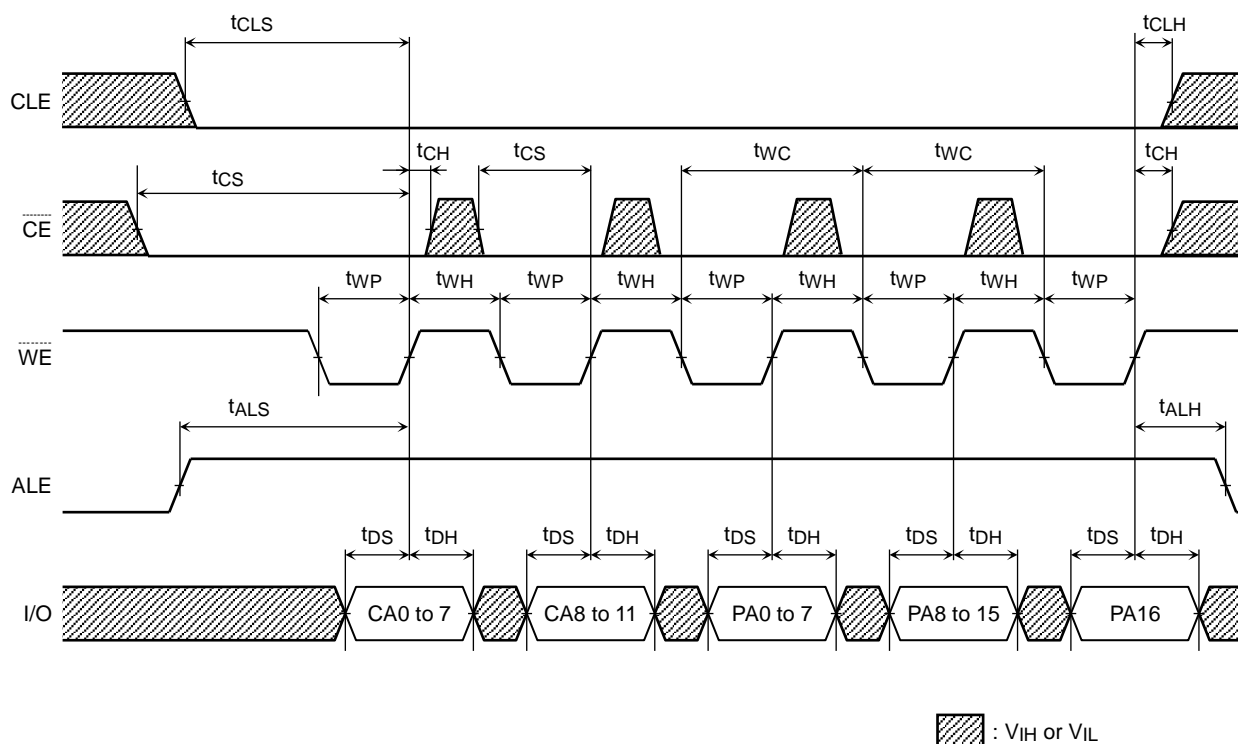 tCLS
tCLH
CLE
tCH
tCS
tWC
tWC
tCH
tCS
CE
tWP
tWH
tWP
tWH
tWP
tWH
tWP
tWH
tWP
WE
tALS
tALH
ALE
tDS
tDH
tDS
tDH
tDS
tDH
tDS
tDH
tDS
tDH
I/O
CA0 to 7
CA8 to 11
PA0 to 7
PA8 to 15
PA16
: VIH or VIL